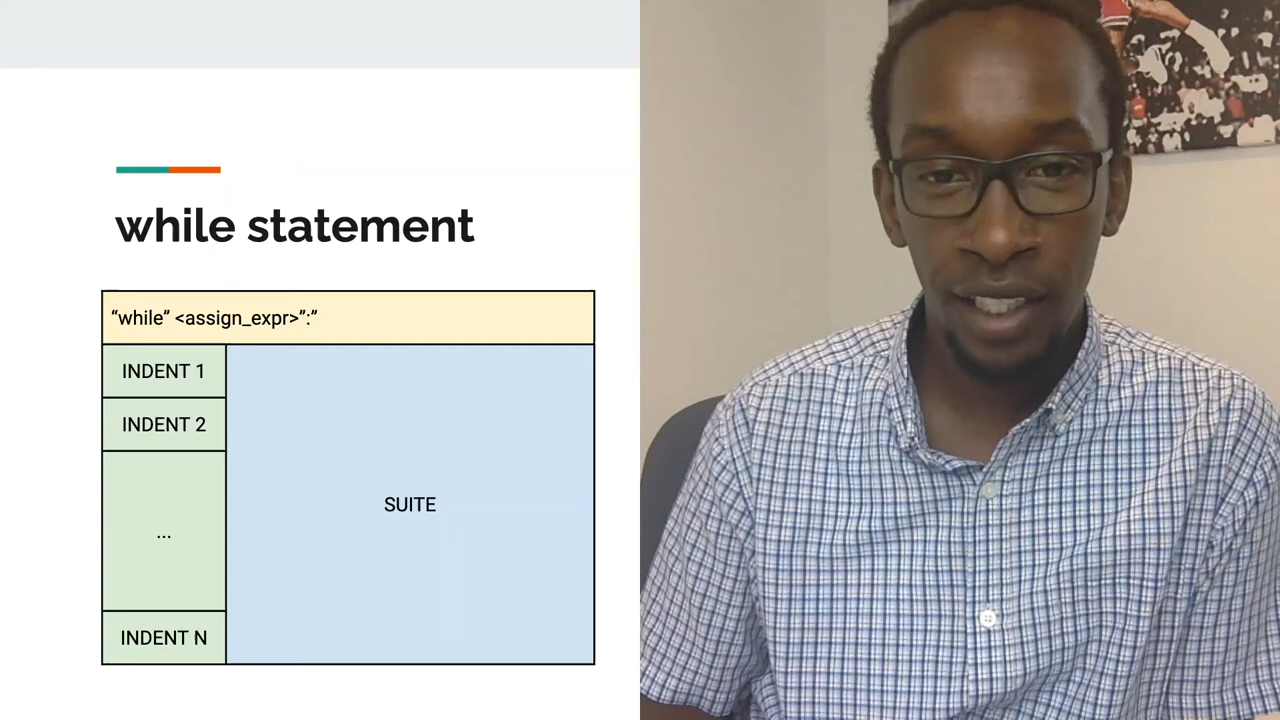 while statement
“while” <assign_expr>”:”
INDENT 1
INDENT 2
...
INDENT N
SUITE